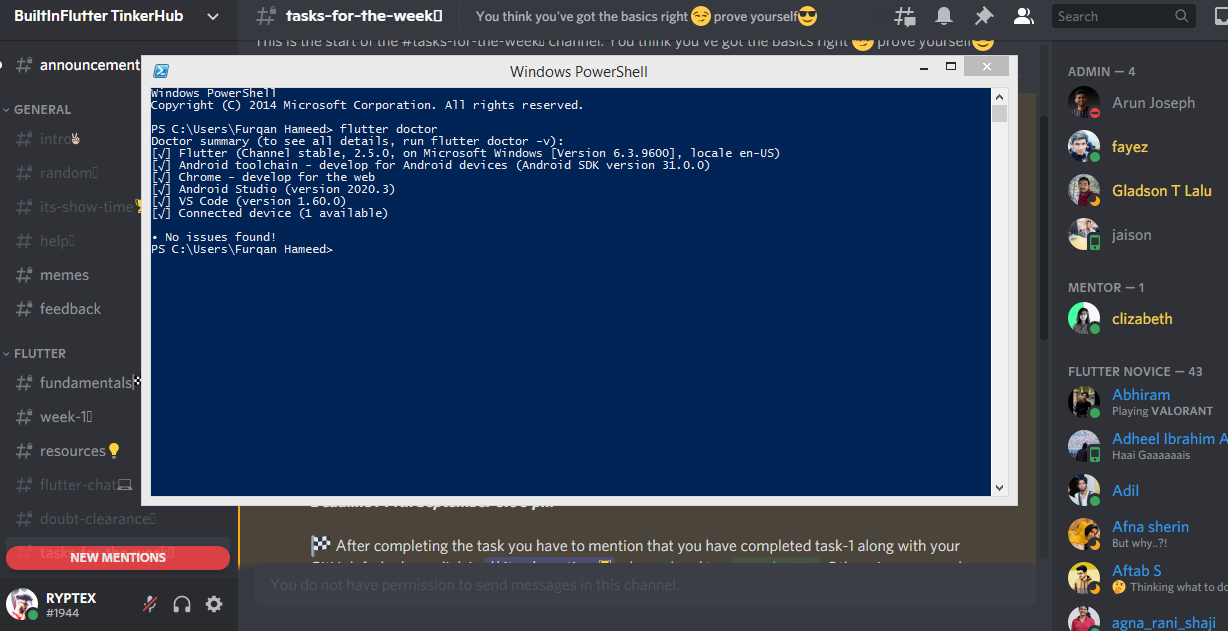 BuiltInFlutter TinkerHub
tasks-for-the-week
You think you've got the basics right 😏 prove yourself😎
Search
This is the start of the #tasks-for-the-week channel. You think you've got the basics right 😏 prove yourself😎
announcement
GENERAL
intro✌
random
its-show-time🏆
help
memes
feedback
FLUTTER
fundamentals
week-1
resources💡
flutter-chat💻
doubt-clearance
tasks-for-the-week
NEW MENTIONS
RYPTEX
#1944
Windows PowerShell
Windows PowerShell
Copyright (C) 2014 Microsoft Corporation. All rights reserved.
PS C:\Users\Furqan Hameed> flutter doctor
Doctor summary (to see all details, run flutter doctor -v):
[√] Flutter (Channel stable, 2.5.0, on Microsoft Windows [Version 6.3.9600], locale en-US)
[√] Android toolchain - develop for Android devices (Android SDK version 31.0.0)
[√] Chrome - develop for the web
[√] Android Studio (version 2020.3)
[√] VS Code (version 1.60.0)
[√] Connected device (1 available)
• No issues found!
PS C:\Users\Furqan Hameed>
🏁 After completing the task you have to mention that you have completed task-1 along with your
You do not have permission to send messages in this channel.
ADMIN — 4
Arun Joseph
fayez
Gladson T Lalu
jaison
MENTOR — 1
clizabeth
FLUTTER NOVICE — 43
Abhiram
Playing VALORANT
Adheel Ibrahim A
Haai Gaaaaaais
Adil
Afna sherin
But why..?!
Aftab S
🤔 Thinking what to do
agna_rani_shaji